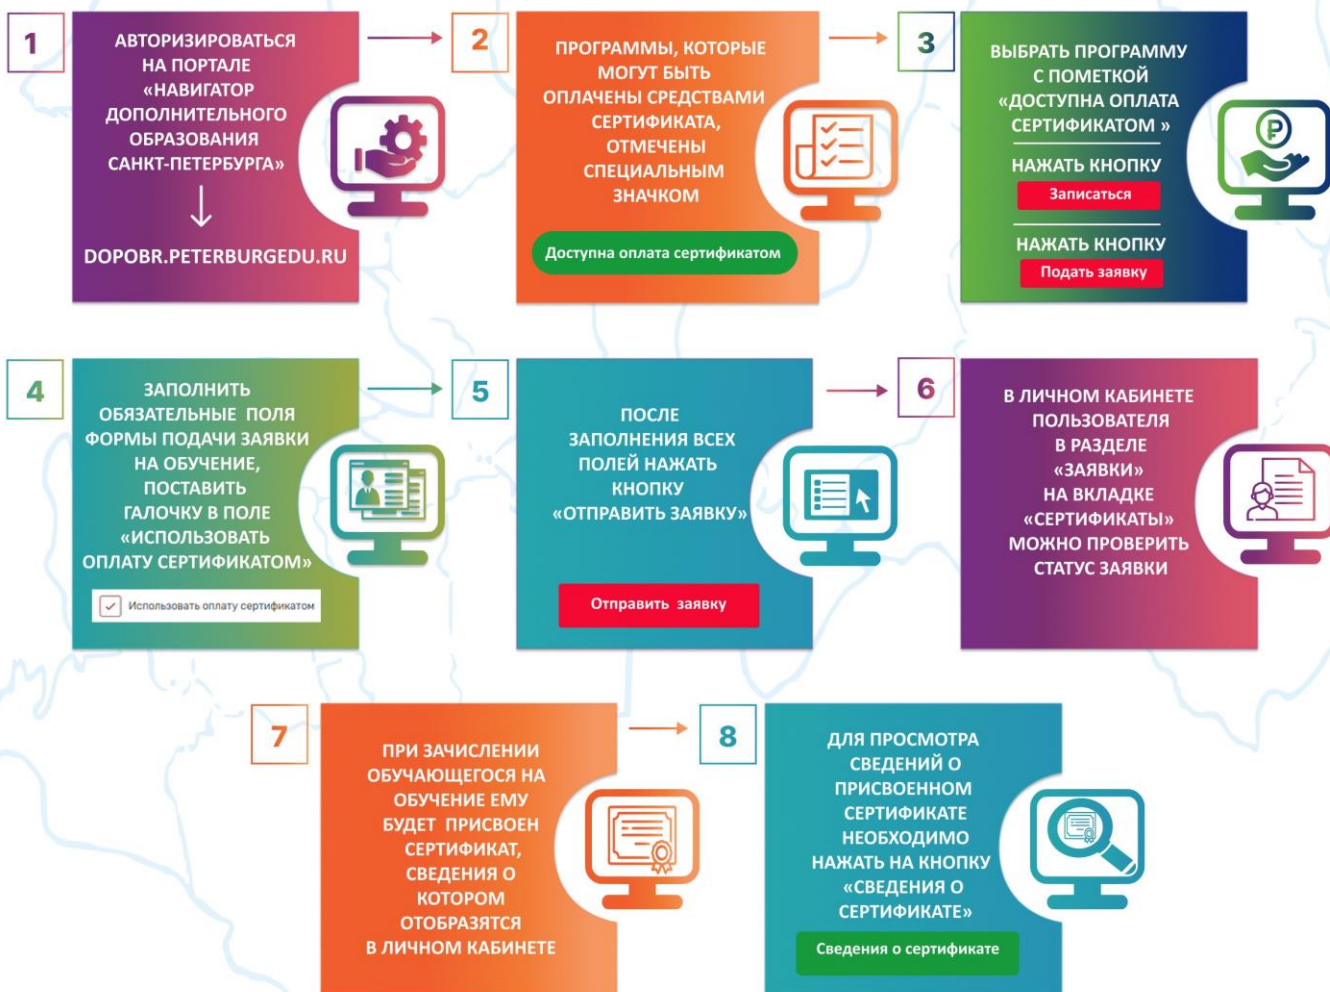 1
АВТОРИЗИРОВАТЬСЯ
НА ПОРТАЛЕ
«НАВИГАТОР
ДОПОЛНИТЕЛЬНОГО
ОБРАЗОВАНИЯ
САНКТ-ПЕТЕРБУРГА»
DOPOBR.PETERBURGEDU.RU
2
ПРОГРАММЫ, КОТОРЫЕ
МОГУТ БЫТЬ
ОПЛАЧЕНЫ СРЕДСТВАМИ
СЕРТИФИКАТА,
ОТМЕЧЕНЫ
СПЕЦИАЛЬНЫМ
ЗНАЧКОМ
Доступна оплата сертификатом
3
ВЫБРАТЬ ПРОГРАММУ
С ПОМЕТКОЙ
«ДОСТУПНА ОПЛАТА
СЕРТИФИКАТОМ »
НАЖАТЬ КНОПКУ
Записаться
НАЖАТЬ КНОПКУ
Подать заявку
4
ЗАПОЛНИТЬ
ОБЯЗАТЕЛЬНЫЕ ПОЛЯ
ФОРМЫ ПОДАЧИ ЗАЯВКИ
НА ОБУЧЕНИЕ,
ПОСТАВИТЬ
ГАЛОЧКУ В ПОЛЕ
«ИСПОЛЬЗОВАТЬ
ОПЛАТУ СЕРТИФИКАТОМ»
Использовать оплату сертификатом
5
ПОСЛЕ
ЗАПОЛНЕНИЯ ВСЕХ
ПОЛЕЙ НАЖАТЬ
КНОПКУ
«ОТПРАВИТЬ ЗАЯВКУ»
Отправить заявку
6
В ЛИЧНОМ КАБИНЕТЕ
ПОЛЬЗОВАТЕЛЯ
В РАЗДЕЛЕ
«ЗАЯВКИ»
НА ВКЛАДКЕ
«СЕРТИФИКАТЫ»
МОЖНО ПРОВЕРИТЬ
СТАТУС ЗАЯВКИ
7
ПРИ ЗАЧИСЛЕНИИ
ОБУЧАЮЩЕГОСЯ НА
ОБУЧЕНИЕ ЕМУ
БУДЕТ ПРИСВОЕН
СЕРТИФИКАТ,
СВЕДЕНИЯ О
КОТОРОМ
ОТОБРАЗЯТСЯ
В ЛИЧНОМ КАБИНЕТЕ
8
ДЛЯ ПРОСМОТРА
СВЕДЕНИЙ О
ПРИСВОЕННОМ
СЕРТИФИКАТЕ
НЕОБХОДИМО
НАЖАТЬ НА КНОПКУ
«СВЕДЕНИЯ О
СЕРТИФИКАТЕ»
Сведения о сертификате